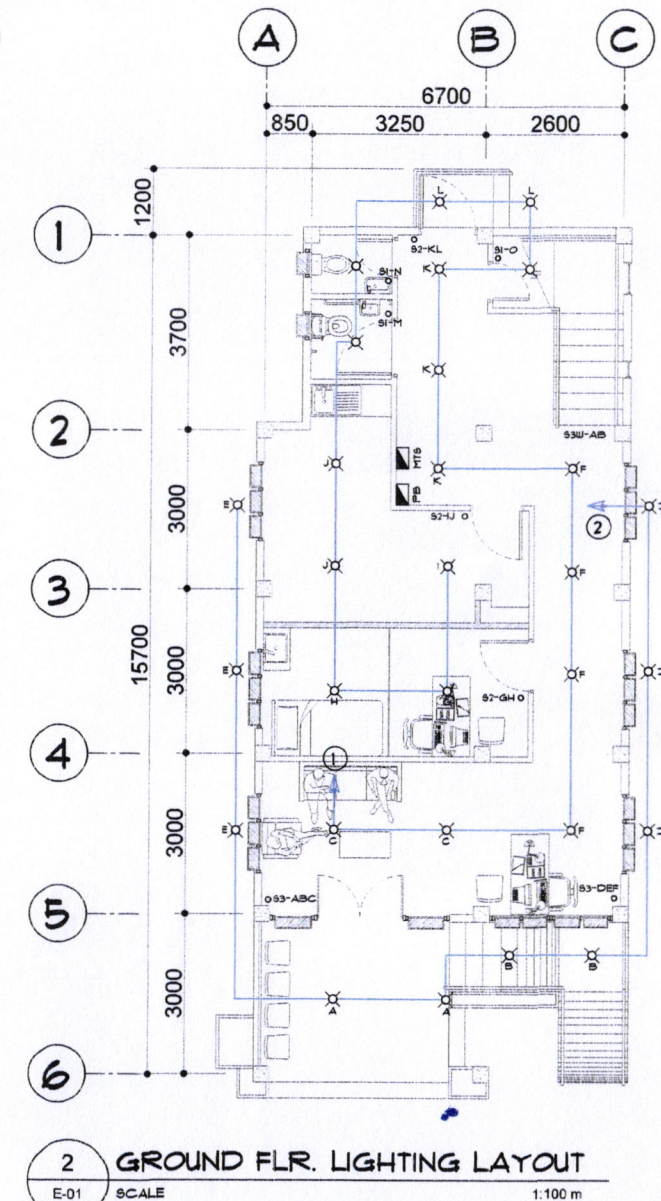 A B C
6700
850 3250 2600
1200
L L
1
S2-KL S1-O
K
S1-N
S1-M
3700
K
2
S3W-AB
J MTS K F
PB
E
S2-IJ
2
3000
J I F
3
15700
E
3000
H S2-GH F
4
1
3000
E C C F
S3-ABC S3-DEF
5
B B
3000
A A
6
2 GROUND FLR. LIGHTING LAYOUT
E-01 SCALE 1:100 m